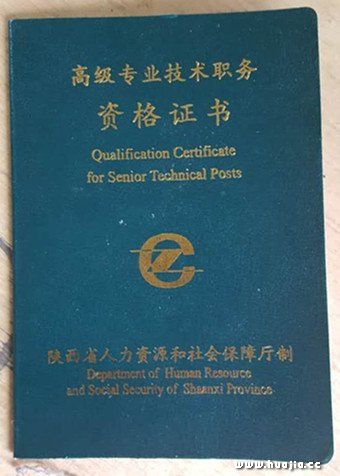 高级专业技术职务
资格证书
Qualification Certificate
for Senior Technical Posts
陕西省人力资源和社会保障厅制
Department of Human Resource
and Social Security of Shaanxi Province
www.huajia.cc